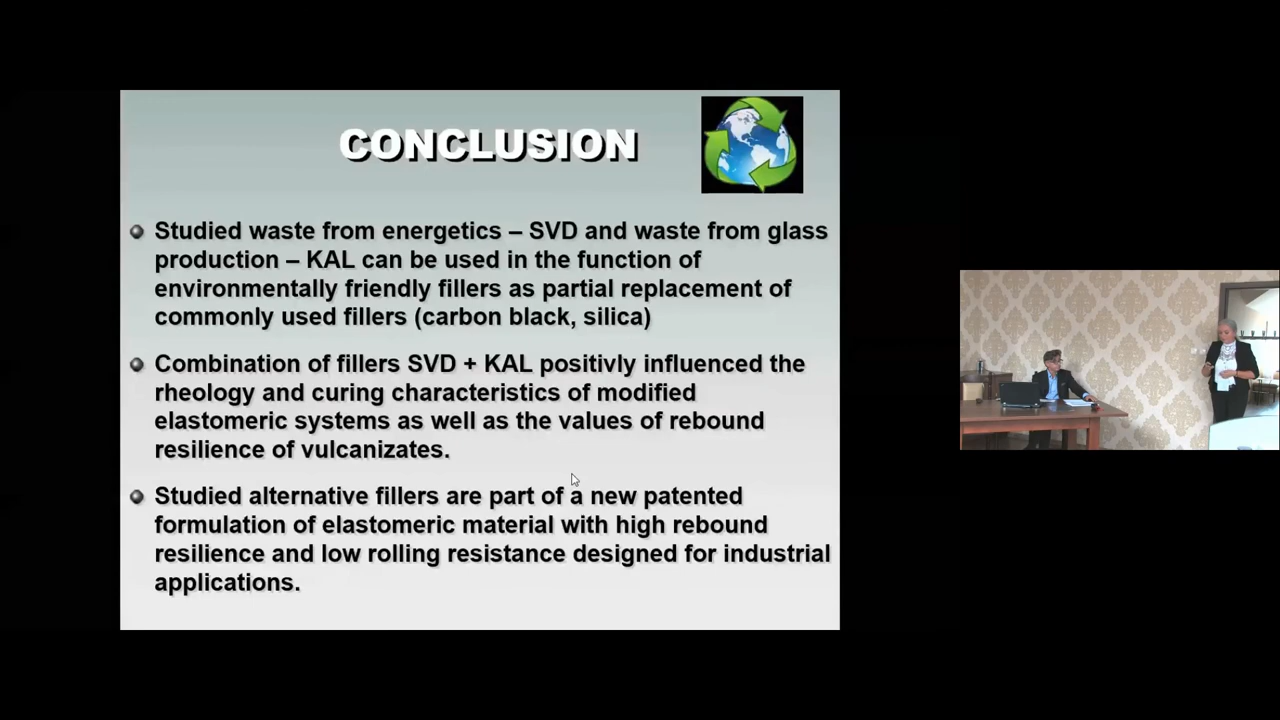 CONCLUSION
Studied waste from energetics – SVD and waste from glass
production – KAL can be used in the function of
environmentally friendly fillers as partial replacement of
commonly used fillers (carbon black, silica)
Combination of fillers SVD + KAL positivly influenced the
rheology and curing characteristics of modified
elastomeric systems as well as the values of rebound
resilience of vulcanizates.
Studied alternative fillers are part of a new patented
formulation of elastomeric material with high rebound
resilience and low rolling resistance designed for industrial
applications.